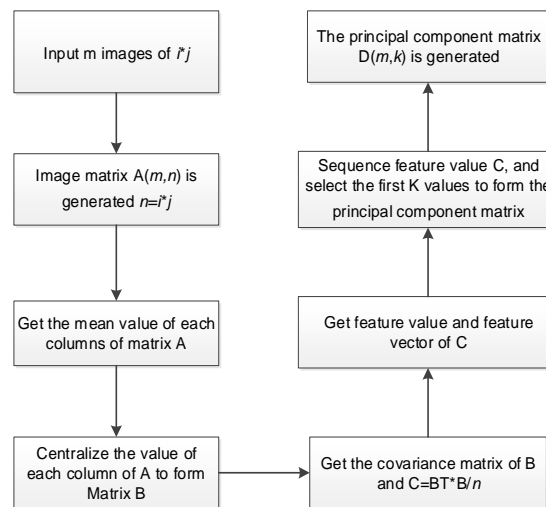 Input m images of i*j
Image matrix A(m,n) is
generated n=i*j
Get the mean value of each
columns of matrix A
Centralize the value of
each column of A to form
Matrix B
Get the covariance matrix of B
and C=BT*B/n
Get feature value and feature
vector of C
Sequence feature value C, and
select the first K values to form the
principal component matrix
The principal component matrix
D(m,k) is generated